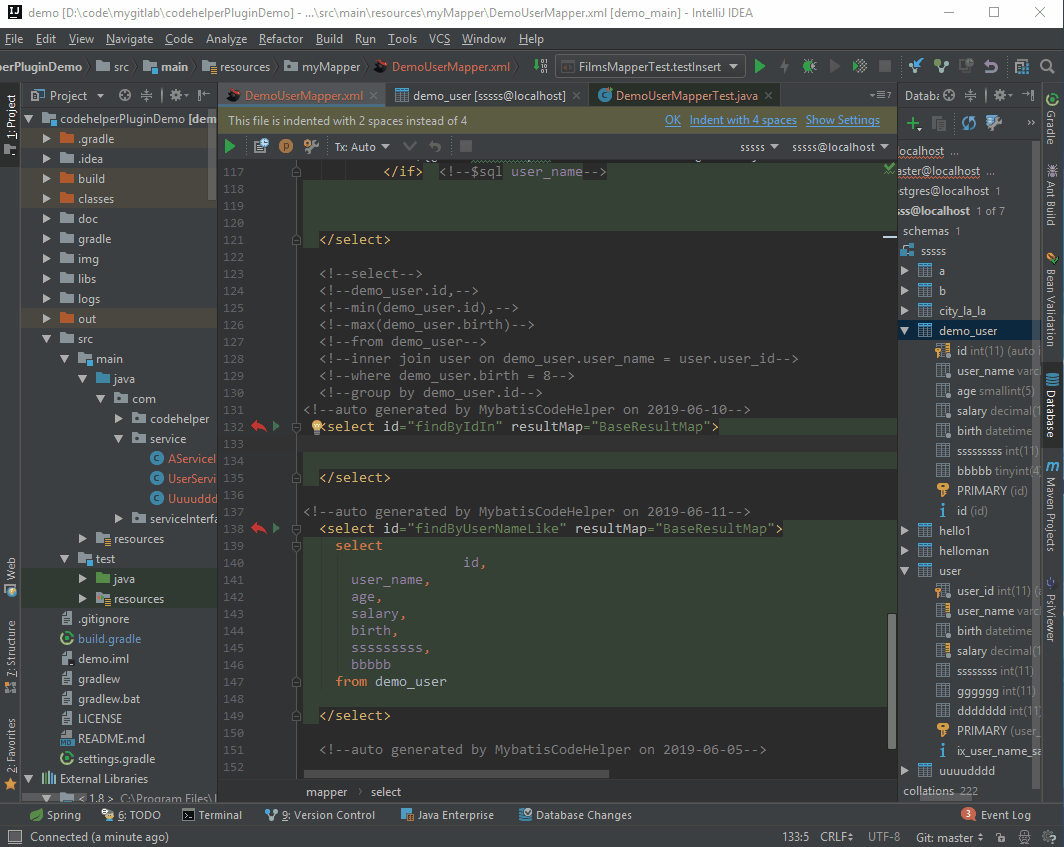 demo [D:\code\mygitlab\codehelperPluginDemo] - ...\src\main\resources\myMapper\DemoUserMapper.xml [demo_main] - IntelliJ IDEA
File Edit View Navigate Code Analyze Refactor Build Run Tools VCS Window Help
erPluginDemo src main resources myMapper DemoUserMapper.xml FilmsMapperTest.testInsert
1: Project
7: Structure
2: Favorites
Web
Project
codehelperPluginDemo [dem
.gradle
.idea
build
classes
doc
gradle
img
libs
logs
out
src
main
java
com
codehelper
service
AServiceI
UserServi
Uuuuddd
serviceInterfa
resources
test
java
resources
.gitignore
build.gradle
demo.iml
gradlew
gradlew.bat
LICENSE
README.md
settings.gradle
External Libraries
< 1.8 > C:\Program Files\
DemoUserMapper.xml demo_user [sssss@localhost] DemoUserMapperTest.java
7
This file is indented with 2 spaces instead of 4 OK Indent with 4 spaces Show Settings
Tx: Auto sssss sssss@localhost
117 </if> <!--$sql user_name-->
118
119
120
121 </select>
122
123 <!--select-->
124 <!--demo_user.id,-->
125 <!--min(demo_user.id),-->
126 <!--max(demo_user.birth)-->
127 <!--from demo_user-->
128 <!--inner join user on demo_user.user_name = user.user_id-->
129 <!--where demo_user.birth = 8-->
130 <!--group by demo_user.id-->
131 <!--auto generated by MybatisCodeHelper on 2019-06-10-->
132 <select id="findByIdIn" resultMap="BaseResultMap">
133
134
135 </select>
136
137 <!--auto generated by MybatisCodeHelper on 2019-06-11-->
138 <select id="findByUserNameLike" resultMap="BaseResultMap">
139 select
140 id,
141 user_name,
142 age,
143 salary,
144 birth,
145 sssssssss,
146 bbbbb
147 from demo_user
148
149 </select>
150
151 <!--auto generated by MybatisCodeHelper on 2019-06-05-->
152
mapper select
Databa
localhost ...
aster@localhost ...
stgres@localhost 1
sss@localhost 1 of 7
schemas 1
sssss
a
b
city_la_la
demo_user
id int(11) (auto i
user_name varc
age smallint(5)
salary decimal(1
birth datetime
sssssssss int(11)
bbbbb tinyint(4)
PRIMARY (id)
id (id)
hello1
helloman
user
user_id int(11) (a
user_name varc
birth datetime
salary decimal(1
ssssssss int(11)
gggggg int(11)
ddddddd int(11)
PRIMARY (user_
ix_user_name_sa
uuuudddd
collations 222
Gradle
Ant Build
Bean Validation
Database
Maven Projects
PsiViewer
Spring 6: TODO Terminal 9: Version Control Java Enterprise Database Changes 3 Event Log
Connected (a minute ago) 133:5 CRLF UTF-8 Git: master